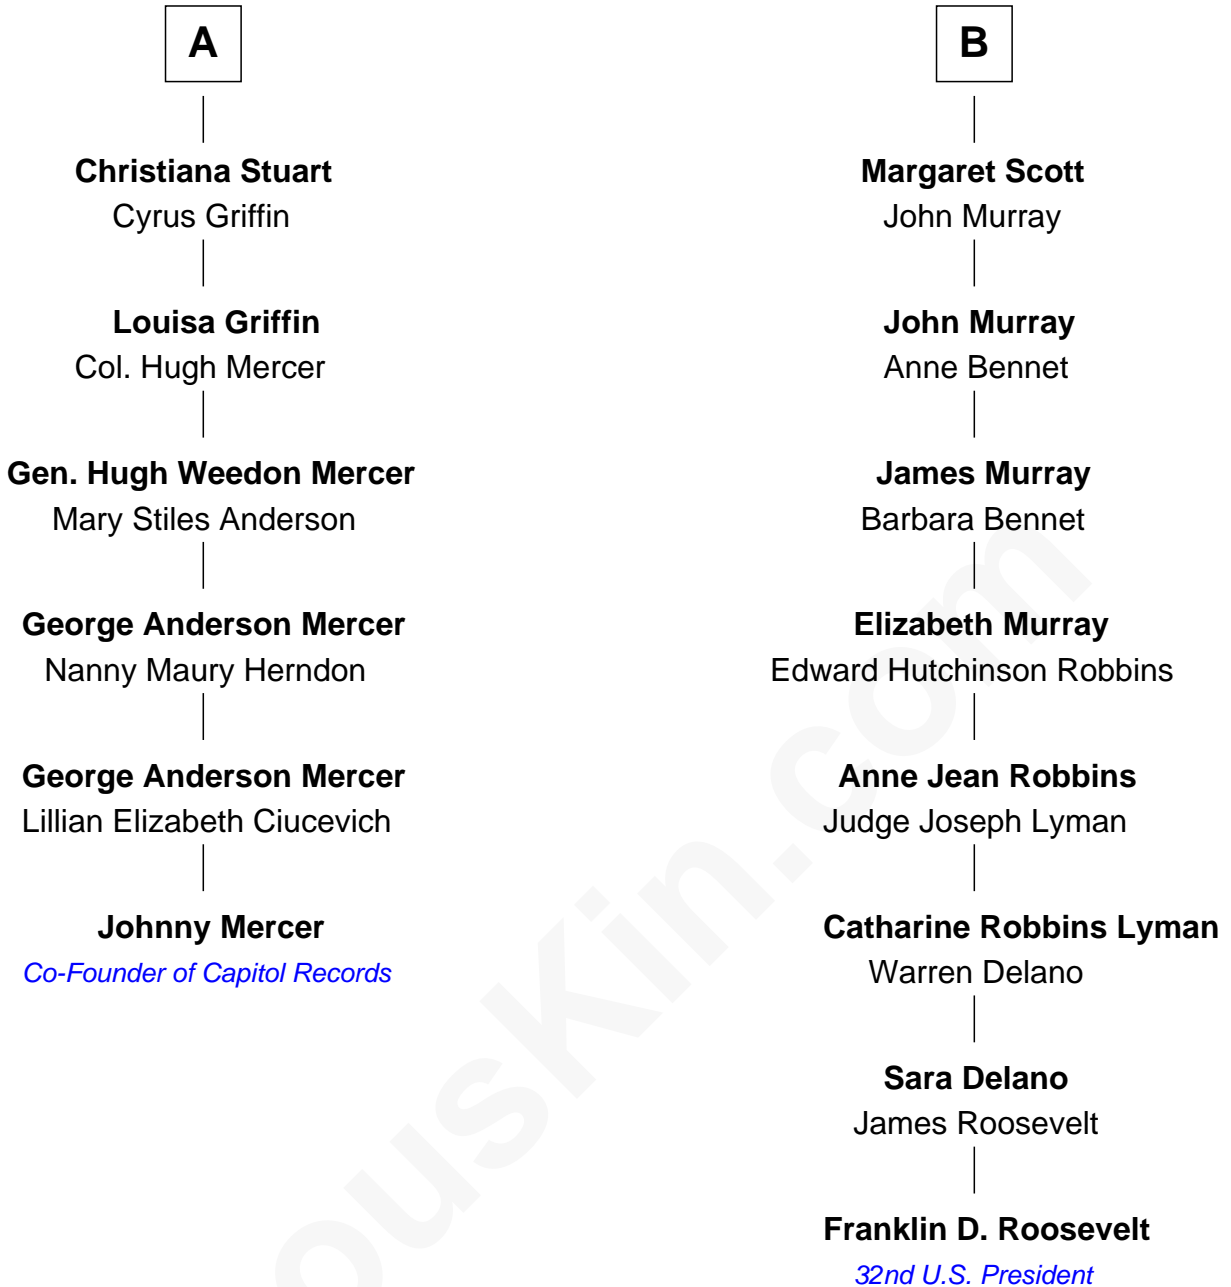 A
Christiana Stuart
Cyrus Griffin
Louisa Griffin
Col. Hugh Mercer
Gen. Hugh Weedon Mercer
Mary Stiles Anderson
George Anderson Mercer
Nanny Maury Herndon
George Anderson Mercer
Lillian Elizabeth Ciucevich
Johnny Mercer
Co-Founder of Capitol Records
B
Margaret Scott
John Murray
John Murray
Anne Bennet
James Murray
Barbara Bennet
Elizabeth Murray
Edward Hutchinson Robbins
Anne Jean Robbins
Judge Joseph Lyman
Catharine Robbins Lyman
Warren Delano
Sara Delano
James Roosevelt
Franklin D. Roosevelt
32nd U.S. President
ousKin.com